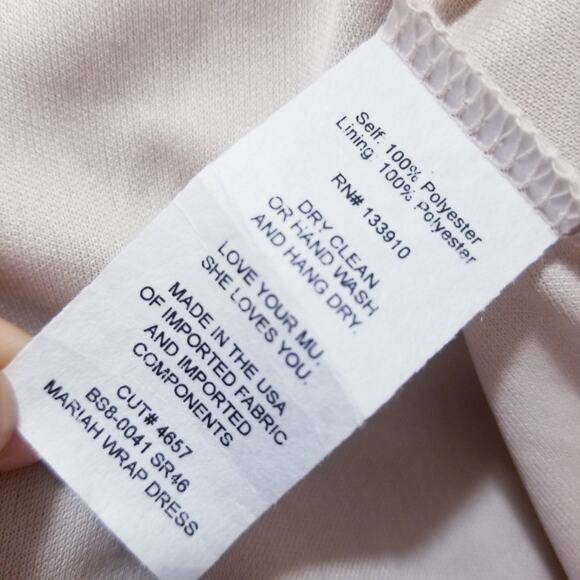 Self: 100% Polyester
Lining: 100% Polyester
RN# 133910
DRY CLEAN
OR HAND WASH
AND HANG DRY.
LOVE YOUR MU.
SHE LOVES YOU.
MADE IN THE USA
OF IMPORTED FABRIC
AND IMPORTED
COMPONENTS
CUT# 4657
BS8-0041 SR46
MARIAH WRAP DRESS